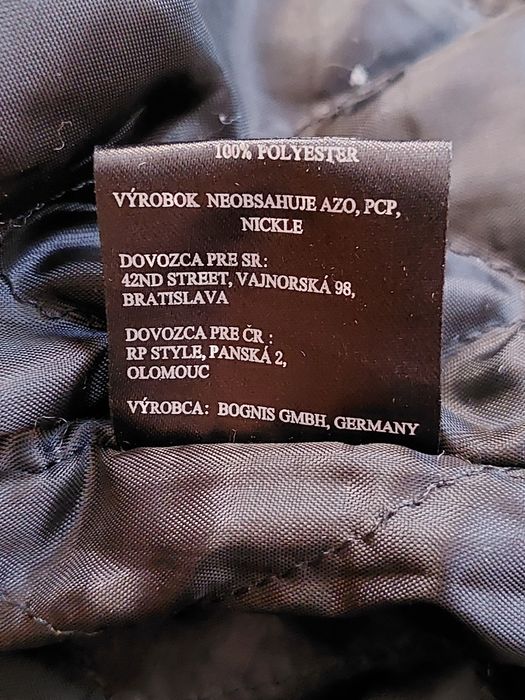 100% POLYESTER
VÝROBOK NEOBSAHUJE AZO, PCP,
NICKLE
DOVOZCA PRE SR:
42ND STREET, VAJNORSKÁ 98,
BRATISLAVA
DOVOZCA PRE ČR :
RP STYLE, PANSKÁ 2,
OLOMOUC
VÝROBCA: BOGNIS GMBH, GERMANY